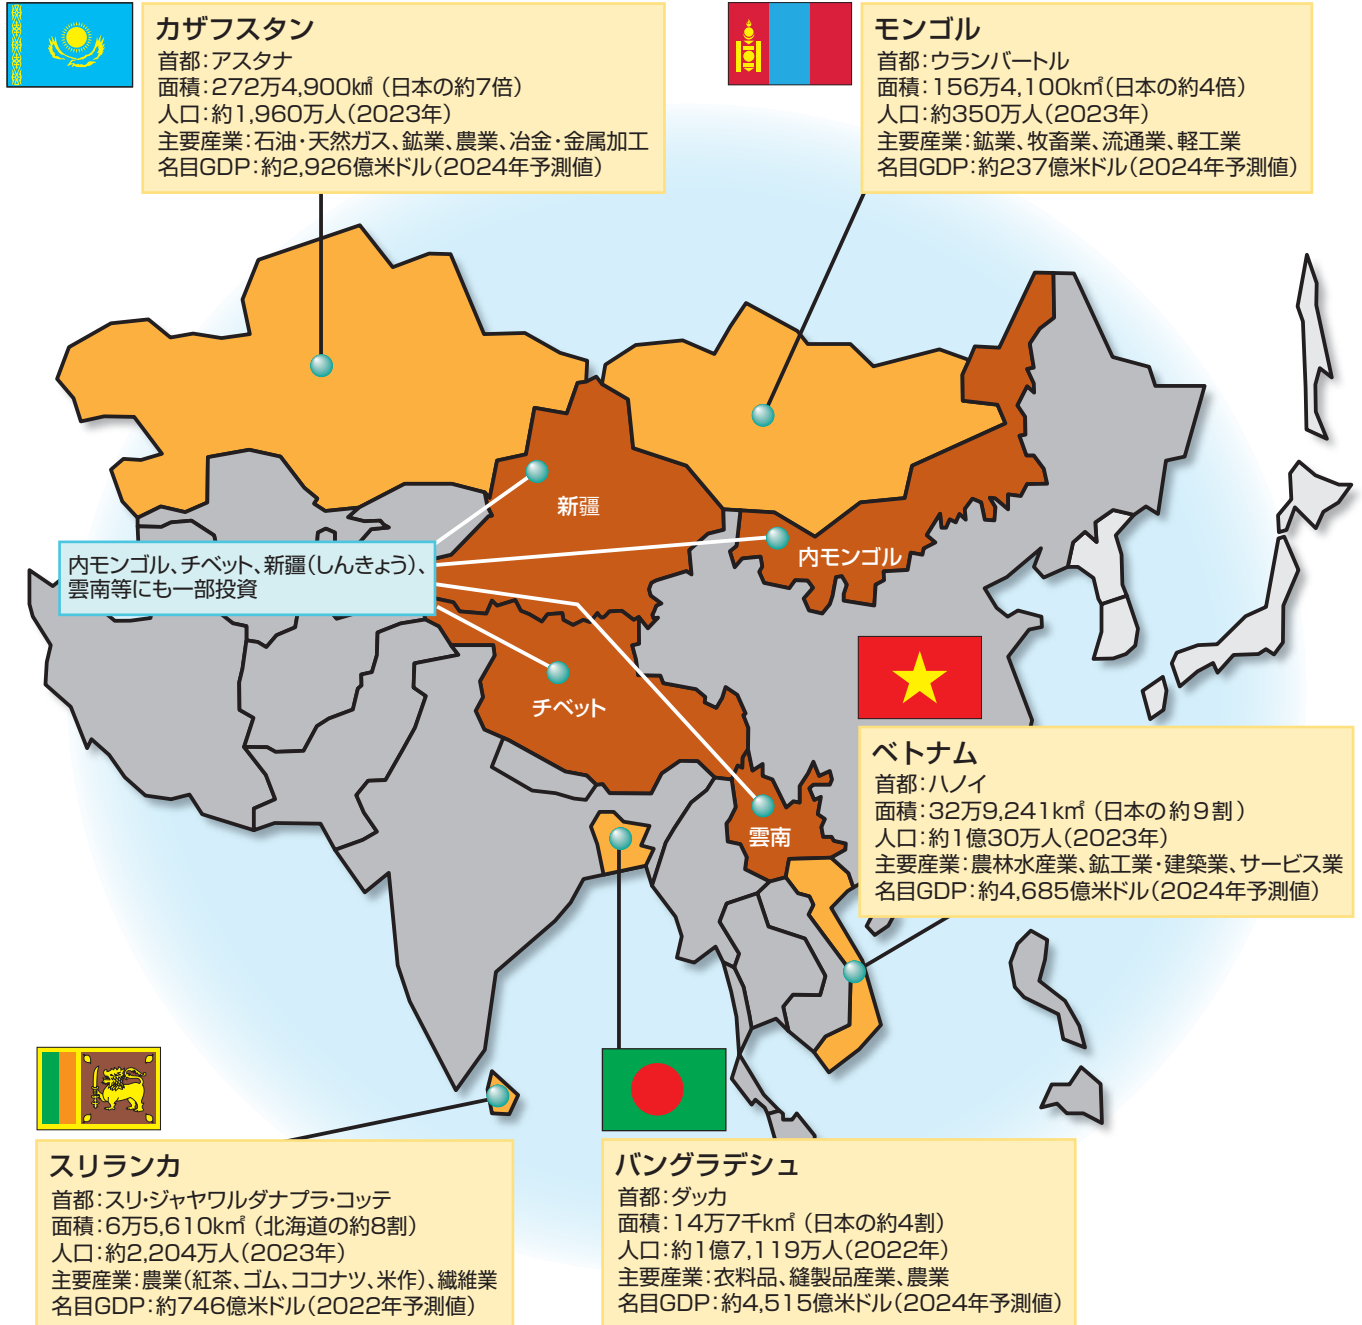 カザフスタン
首都：アスタナ
面積：272万4,900㎢（日本の約7倍）
人口：約1,960万人（2023年）
主要産業：石油・天然ガス、鉱業、農業、冶金・金属加工
名目GDP：約2,926億米ドル（2024年予測値）
モンゴル
首都：ウランバートル
面積：156万4,100㎢（日本の約4倍）
人口：約350万人（2023年）
主要産業：鉱業、牧畜業、流通業、軽工業
名目GDP：約237億米ドル（2024年予測値）
新疆
内モンゴル
内モンゴル、チベット、新疆（しんきょう）、
雲南等にも一部投資
チベット
雲南
ベトナム
首都：ハノイ
面積：32万9,241㎢（日本の約９割）
人口：約1億30万人（2023年）
主要産業：農林水産業、鉱工業・建築業、サービス業
名目GDP：約4,685億米ドル（2024年予測値）
スリランカ
首都：スリ・ジャヤワルダナプラ・コッテ
面積：6万5,610㎢（北海道の約8割）
人口：約2,204万人（2023年）
主要産業：農業（紅茶、ゴム、ココナツ、米作）、繊維業
名目GDP：約746億米ドル（2022年予測値）
バングラデシュ
首都：ダッカ
面積：14万7千㎢（日本の約4割）
人口：約1億7,119万人（2022年）
主要産業：衣料品、縫製品産業、農業
名目GDP：約4,515億米ドル（2024年予測値）